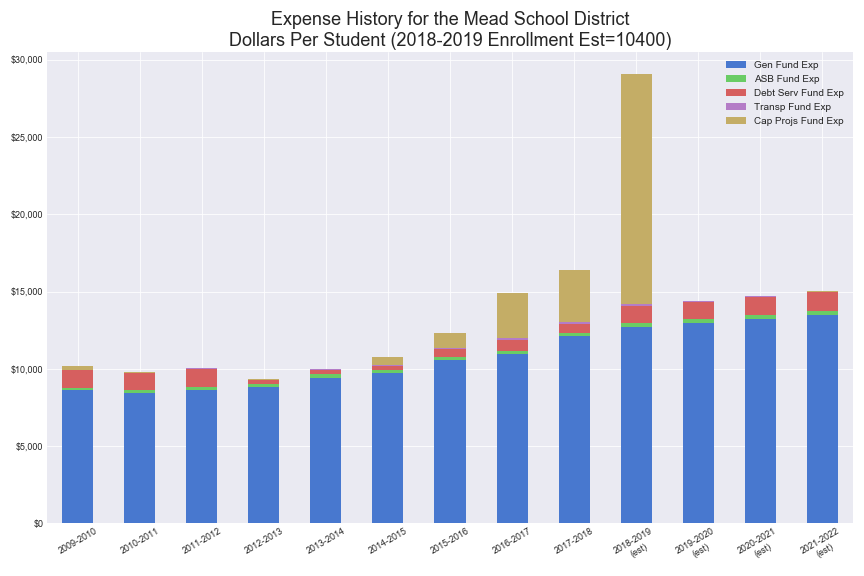 Expense History for the Mead School District
Dollars Per Student (2018-2019 Enrollment Est=10400)
$30,000
$25,000
$20,000
$15,000
$10,000
$5,000
$0
Gen Fund Exp
ASB Fund Exp
Debt Serv Fund Exp
Transp Fund Exp
Cap Projs Fund Exp
2009-2010
2010-2011
2011-2012
2012-2013
2013-2014
2014-2015
2015-2016
2016-2017
2017-2018
2018-2019
(est)
2019-2020
(est)
2020-2021
(est)
2021-2022
(est)